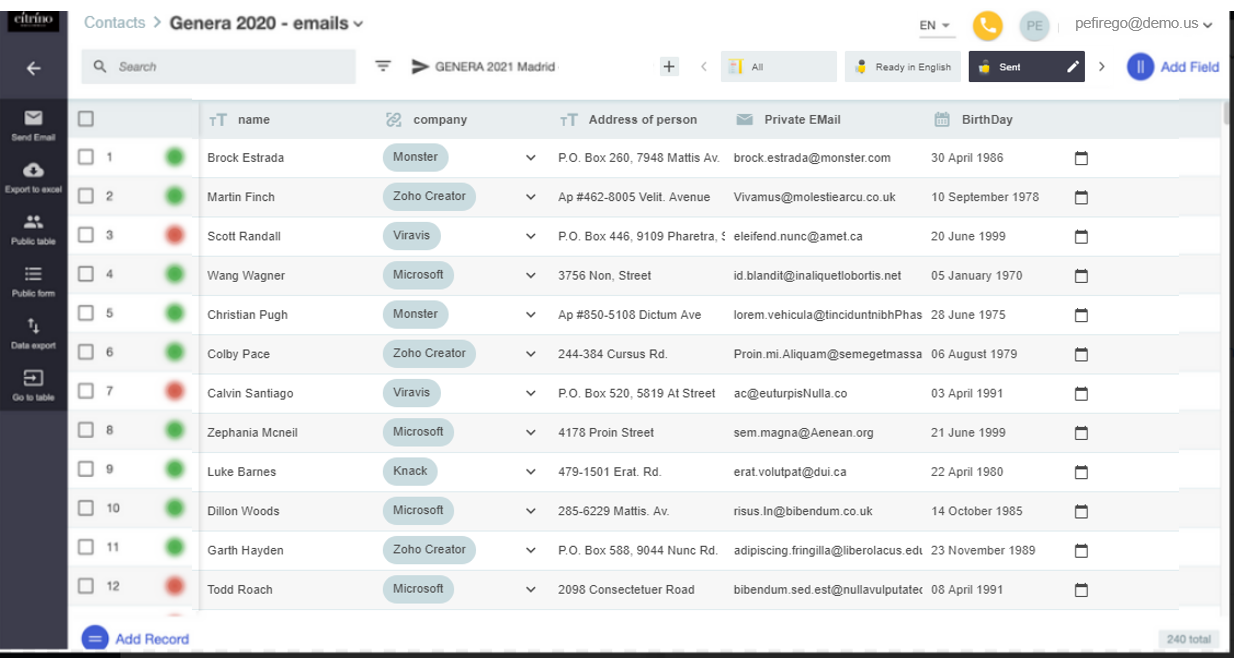 citrino
Contacts > Genera 2020 - emails
EN
PE
pefirego@demo.us
Search
GENERA 2021 Madrid
+
All
Ready in English
Sent
Add Field
Send Email
Export to excel
Public table
Public form
Data export
Go to table
name company Address of person Private EMail BirthDay
1 Brock Estrada Monster P.O. Box 260, 7948 Mattis Av. brock.estrada@monster.com 30 April 1986
2 Martin Finch Zoho Creator Ap #462-8005 Velit. Avenue Vivamus@molestiearcu.co.uk 10 September 1978
3 Scott Randall Viravis P.O. Box 446, 9109 Pharetra, S eleifend.nunc@amet.ca 20 June 1999
4 Wang Wagner Microsoft 3756 Non, Street id.blandit@inaliquetlobortis.net 05 January 1970
5 Christian Pugh Monster Ap #850-5108 Dictum Ave lorem.vehicula@tinciduntnibhPhas 28 June 1975
6 Colby Pace Zoho Creator 244-384 Cursus Rd. Proin.mi.Aliquam@semegetmassa 06 August 1979
7 Calvin Santiago Viravis P.O. Box 520, 5819 At Street ac@euturpisNulla.co 03 April 1991
8 Zephania Mcneil Microsoft 4178 Proin Street sem.magna@Aenean.org 21 June 1999
9 Luke Barnes Knack 479-1501 Erat. Rd. erat.volutpat@dui.ca 22 April 1980
10 Dillon Woods Microsoft 285-6229 Mattis. Av. risus.In@bibendum.co.uk 14 October 1985
11 Garth Hayden Zoho Creator P.O. Box 588, 9044 Nunc Rd. adipiscing.fringilla@liberolacus.edu 23 November 1989
12 Todd Roach Microsoft 2098 Consectetuer Road bibendum.sed.est@nullavulputatec 08 April 1991
Add Record
240 total